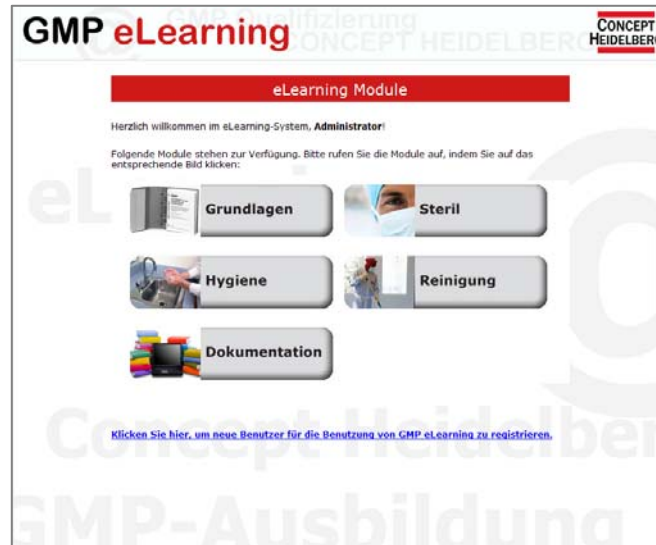 GMP Qualifizierung
CONCEPT HEIDELBERG
GMP eLearning
CONCEPT
HEIDELBERG
eLearning Module
Herzlich willkommen im eLearning-System, Administrator!
Folgende Module stehen zur Verfügung. Bitte rufen Sie die Module auf, indem Sie auf das
entsprechende Bild klicken:
Grundlagen
Steril
Hygiene
Reinigung
Dokumentation
Klicken Sie hier, um neue Benutzer für die Benutzung von GMP eLearning zu registrieren.
Concept Heidelber
GMP-Ausbildung